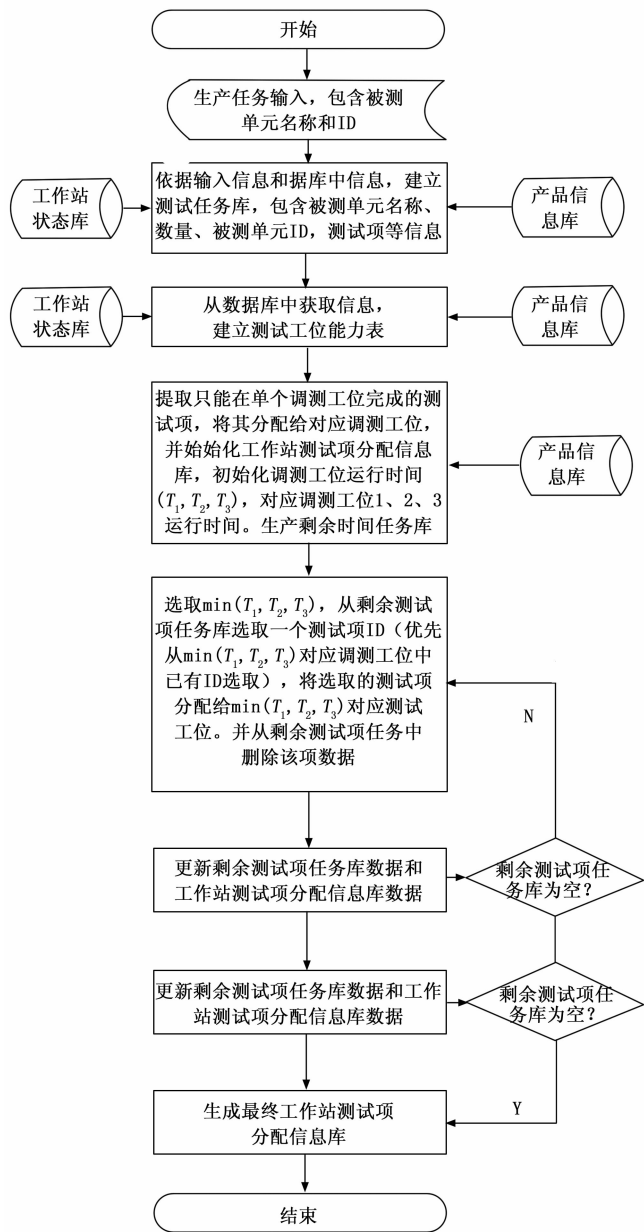 开始
生产任务输入，包含被测
单元名称和ID
工作站
状态库
依据输入信息和据库中信息，建立
测试任务库，包含被测单元名称、
数量、被测单元ID，测试项等信息
产品信
息库
工作站
状态库
从数据库中获取信息，
建立测试工位能力表
产品信
息库
提取只能在单个调测工位完成的测
试项，将其分配给对应调测工位，
并始始化工作站测试项分配信息
库，初始化调测工位运行时间
(T₁, T₂, T₃)，对应调测工位1、2、3
运行时间。生产剩余时间任务库
产品信
息库
选取min(T₁, T₂, T₃)，从剩余测试
项任务库选取一个测试项ID（优先
从min(T₁, T₂, T₃)对应调测工位中
已有ID选取），将选取的测试项
分配给min(T₁, T₂, T₃)对应测试
工位。并从剩余测试项任务中
删除该项数据
N
更新剩余测试项任务库数据和
工作站测试项分配信息库数据
剩余测试项任
务库为空？
更新剩余测试项任务库数据和工作
站测试项分配信息库数据
剩余测试项任
务库为空？
生成最终工作站测试项
分配信息库
Y
结束